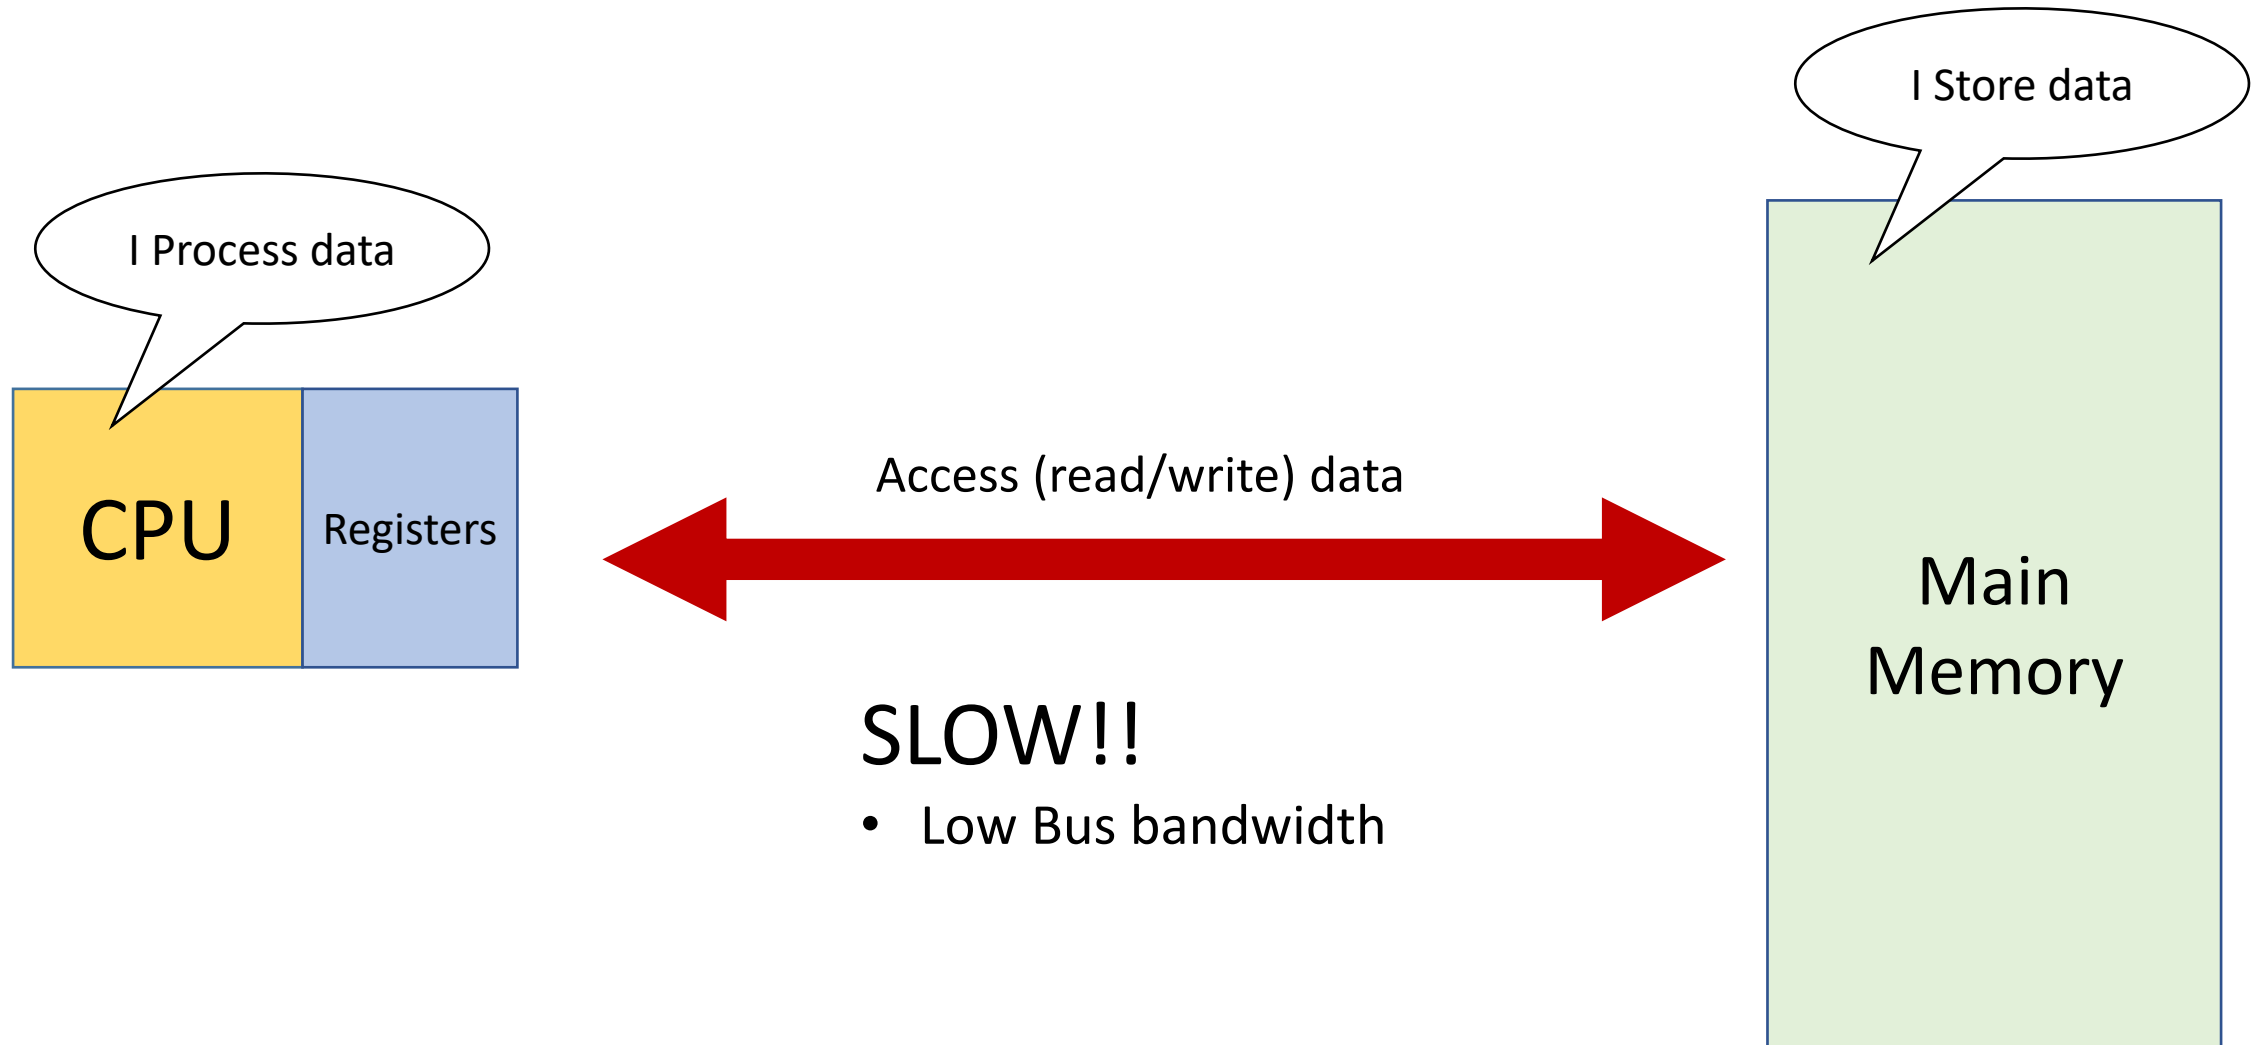 I Store data
I Process data
CPU
Registers
Access (read/write) data
Main
Memory
SLOW!!
• Low Bus bandwidth